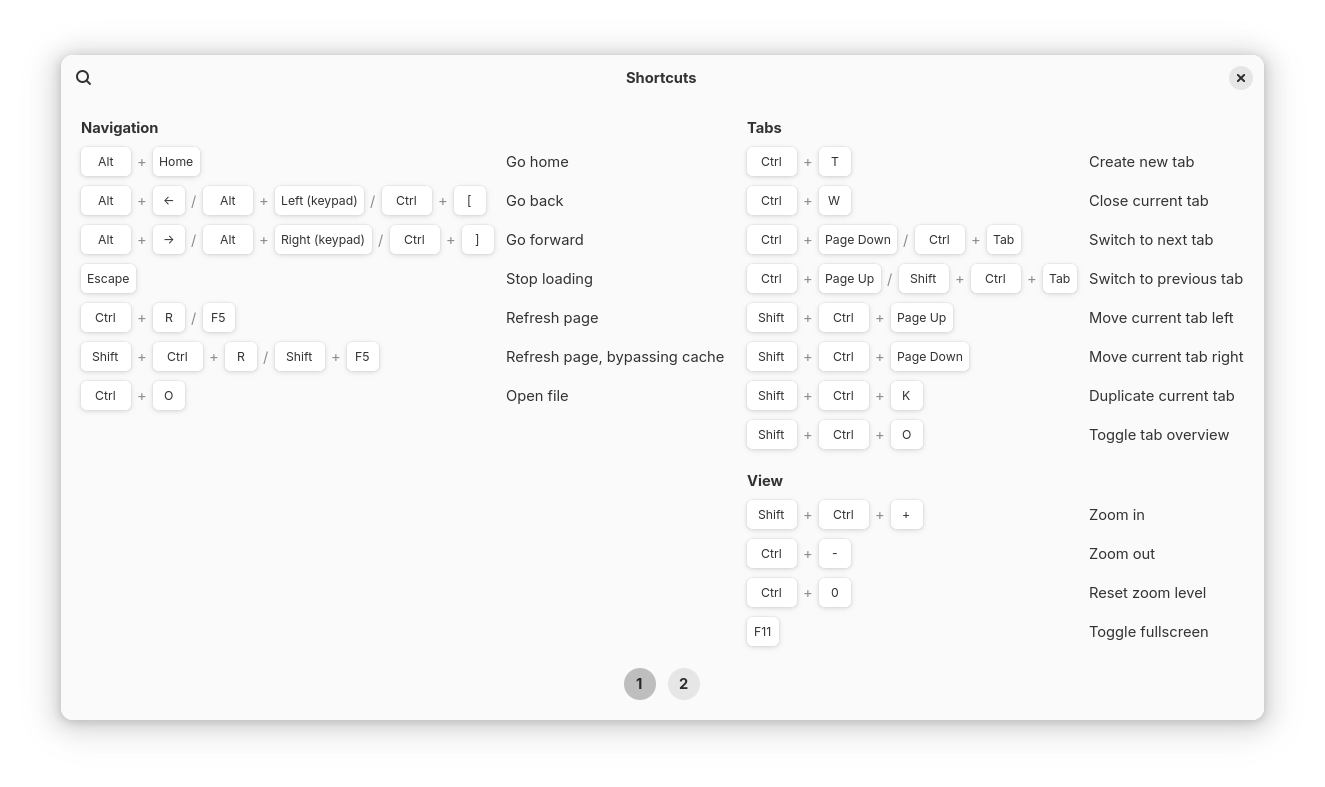 Shortcuts
Navigation
Alt + Home Go home
Alt + ← / Alt + Left (keypad) / Ctrl + [ Go back
Alt + → / Alt + Right (keypad) / Ctrl + ] Go forward
Escape Stop loading
Ctrl + R / F5 Refresh page
Shift + Ctrl + R / Shift + F5 Refresh page, bypassing cache
Ctrl + O Open file
Tabs
Ctrl + T Create new tab
Ctrl + W Close current tab
Ctrl + Page Down / Ctrl + Tab Switch to next tab
Ctrl + Page Up / Shift + Ctrl + Tab Switch to previous tab
Shift + Ctrl + Page Up Move current tab left
Shift + Ctrl + Page Down Move current tab right
Shift + Ctrl + K Duplicate current tab
Shift + Ctrl + O Toggle tab overview
View
Shift + Ctrl + + Zoom in
Ctrl + - Zoom out
Ctrl + 0 Reset zoom level
F11 Toggle fullscreen
1 2